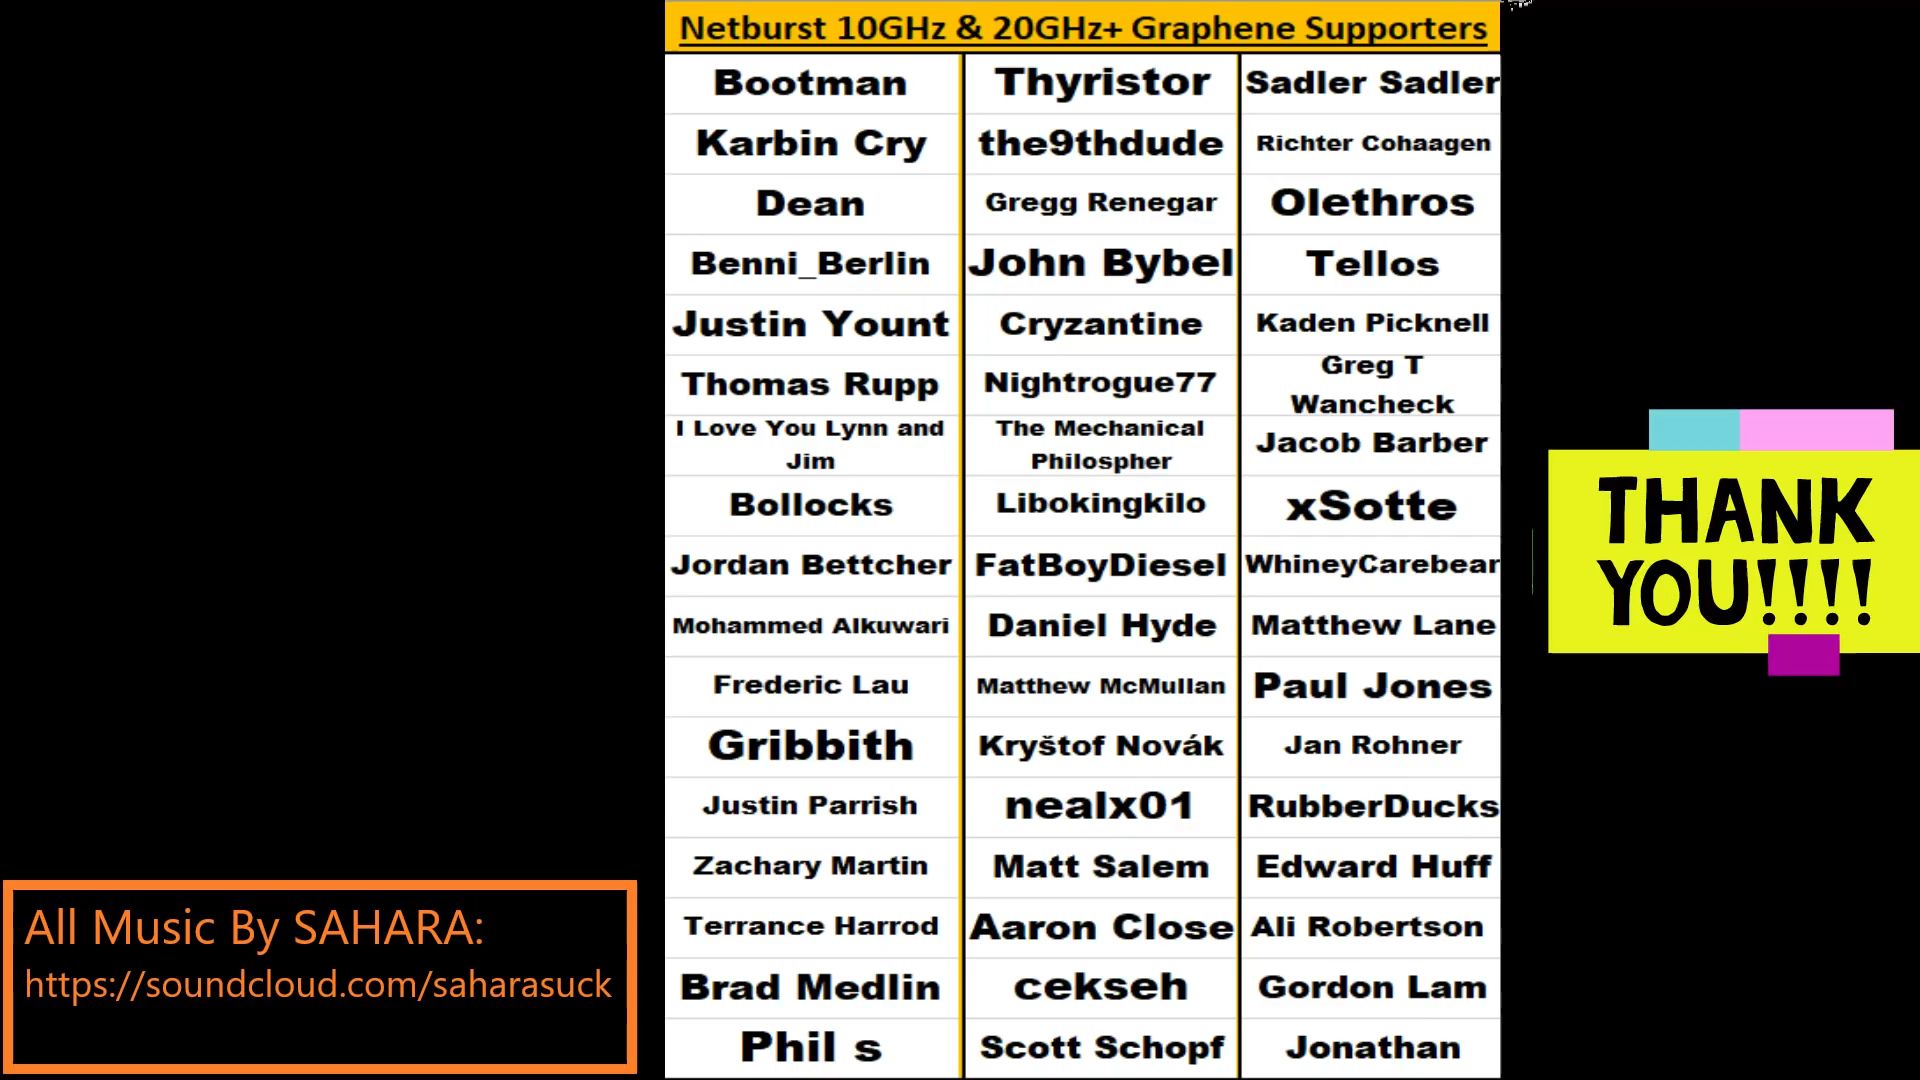 Netburst 10GHz & 20GHz+ Graphene Supporters
Bootman
Thyristor
Sadler Sadler
Karbin Cry
the9thdude
Richter Cohaagen
Dean
Gregg Renegar
Olethros
Benni_Berlin
John Bybel
Tellos
Justin Yount
Cryzantine
Kaden Picknell
Thomas Rupp
Nightrogue77
Greg T
Wancheck
I Love You Lynn and
Jim
The Mechanical
Philospher
Jacob Barber
Bollocks
Libokingkilo
xSotte
Jordan Bettcher
FatBoyDiesel
WhineyCarebear
Mohammed Alkuwari
Daniel Hyde
Matthew Lane
Frederic Lau
Matthew McMullan
Paul Jones
Gribbith
Kryštof Novák
Jan Rohner
Justin Parrish
nealx01
RubberDucks
Zachary Martin
Matt Salem
Edward Huff
Terrance Harrod
Aaron Close
Ali Robertson
Brad Medlin
cekseh
Gordon Lam
Phil s
Scott Schopf
Jonathan
THANK
YOU!!!!
All Music By SAHARA:
https://soundcloud.com/saharasuck